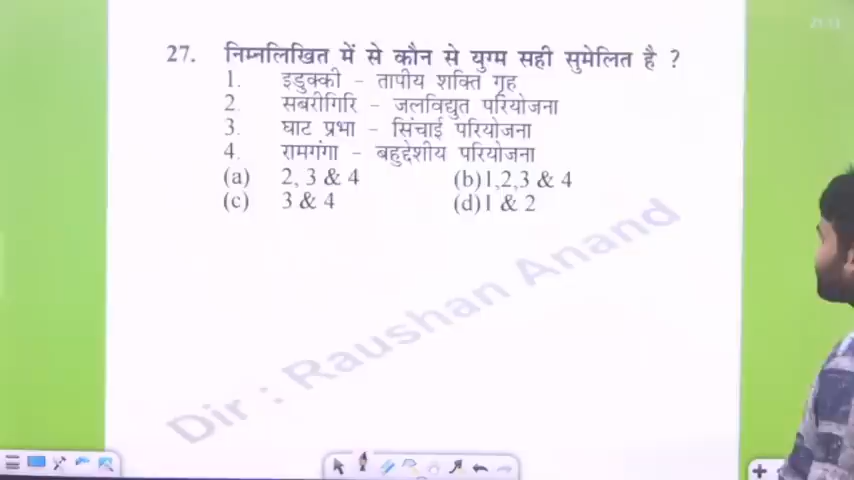 27. निम्नलिखित में से कौन से युग्म सही सुमेलित है ?
1. इडुक्की - तापीय शक्ति गृह
2. सबरीगिरि - जलविद्युत परियोजना
3. घाट प्रभा - सिंचाई परियोजना
4. रामगंगा - बहुद्देशीय परियोजना
(a) 2, 3 & 4 (b) 1,2,3 & 4
(c) 3 & 4 (d) 1 & 2
Dir : Raushan Anand